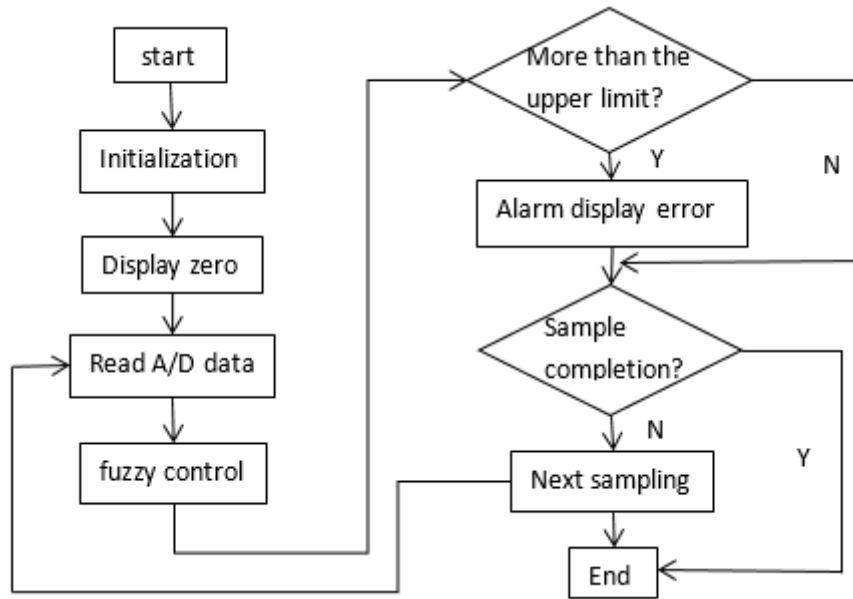 start
Initialization
Display zero
Read A/D data
fuzzy control
More than the
upper limit?
Y
N
Alarm display error
Sample
completion?
N
Y
Next sampling
End